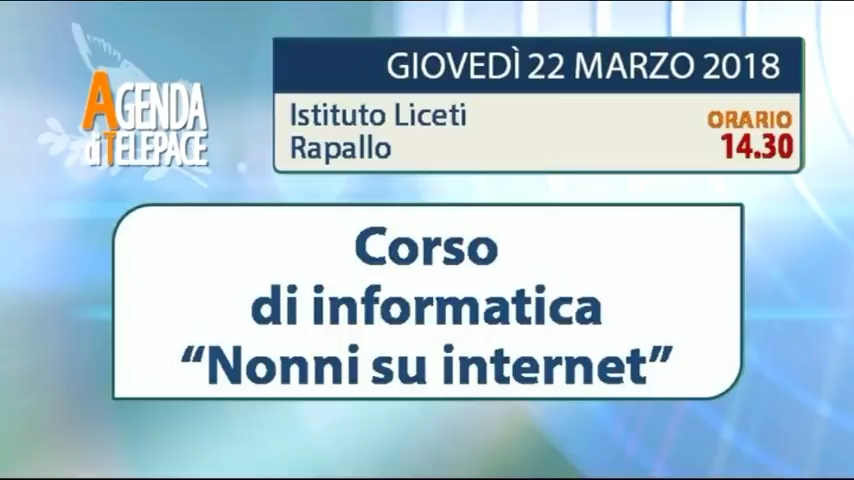 AGENDA
di TELEPACE
GIOVEDÌ 22 MARZO 2018
Istituto Liceti
Rapallo
ORARIO
14.30
Corso
di informatica
“Nonni su internet”